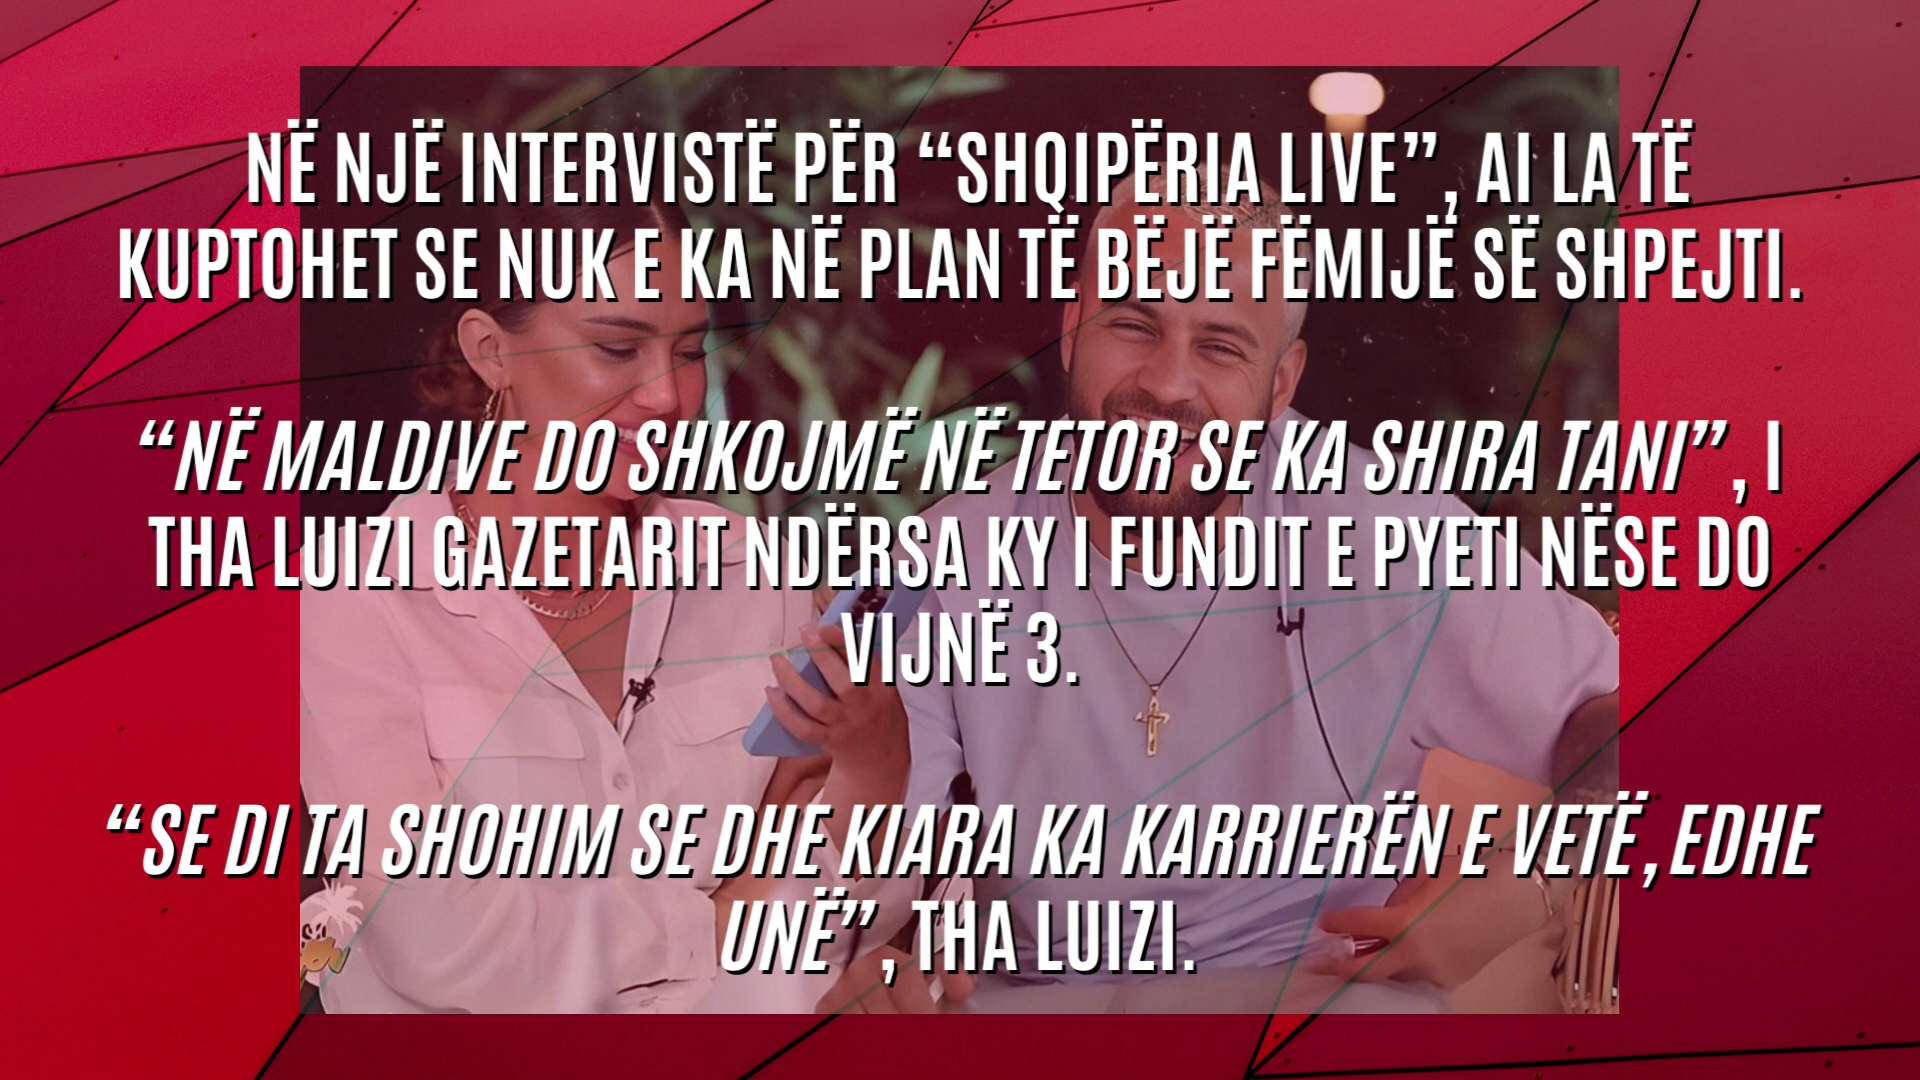 NË NJË INTERVISTË PËR “SHQIPËRIA LIVE”, AI LA TË
KUPTOHET SE NUK E KA NË PLAN TË BËJË FËMIJË SË SHPEJTI.
“NË MALDIVE DO SHKOJMË NË TETOR SE KA SHIRA TANI”, I
THA LUIZI GAZETARIT NDËRSA KY I FUNDIT E PYETI NËSE DO
VIJNË 3.
“SE DI TA SHOHIM SE DHE KIARA KA KARRIERËN E VETË, EDHE
UNË”, THA LUIZI.